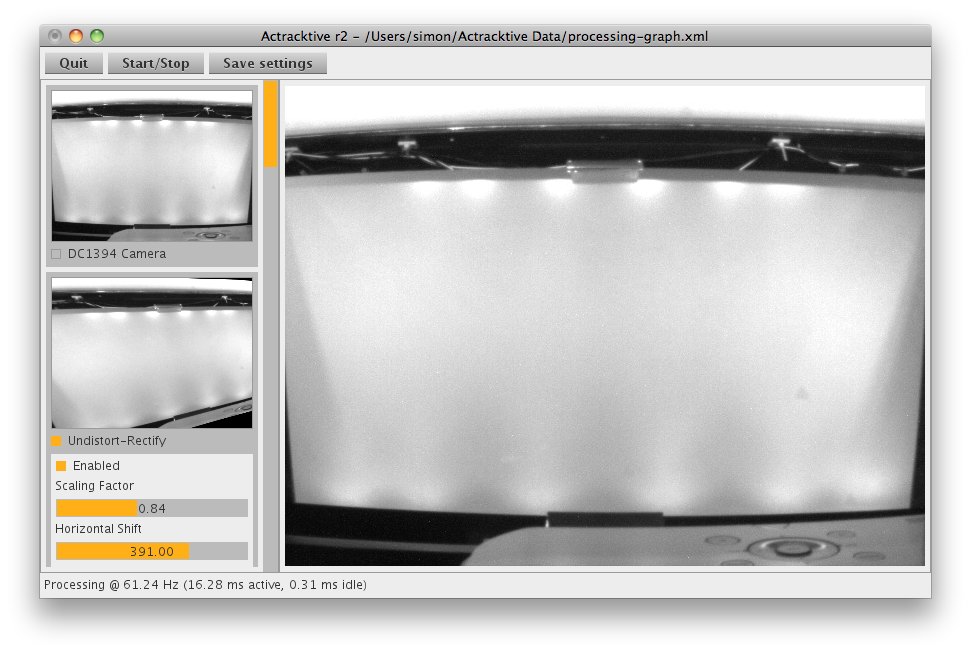 Actracktive r2 – /Users/simon/Actracktive Data/processing-graph.xml
Quit Start/Stop Save settings
DC1394 Camera
Undistort-Rectify
Enabled
Scaling Factor
0.84
Horizontal Shift
391.00
Processing @ 61.24 Hz (16.28 ms active, 0.31 ms idle)